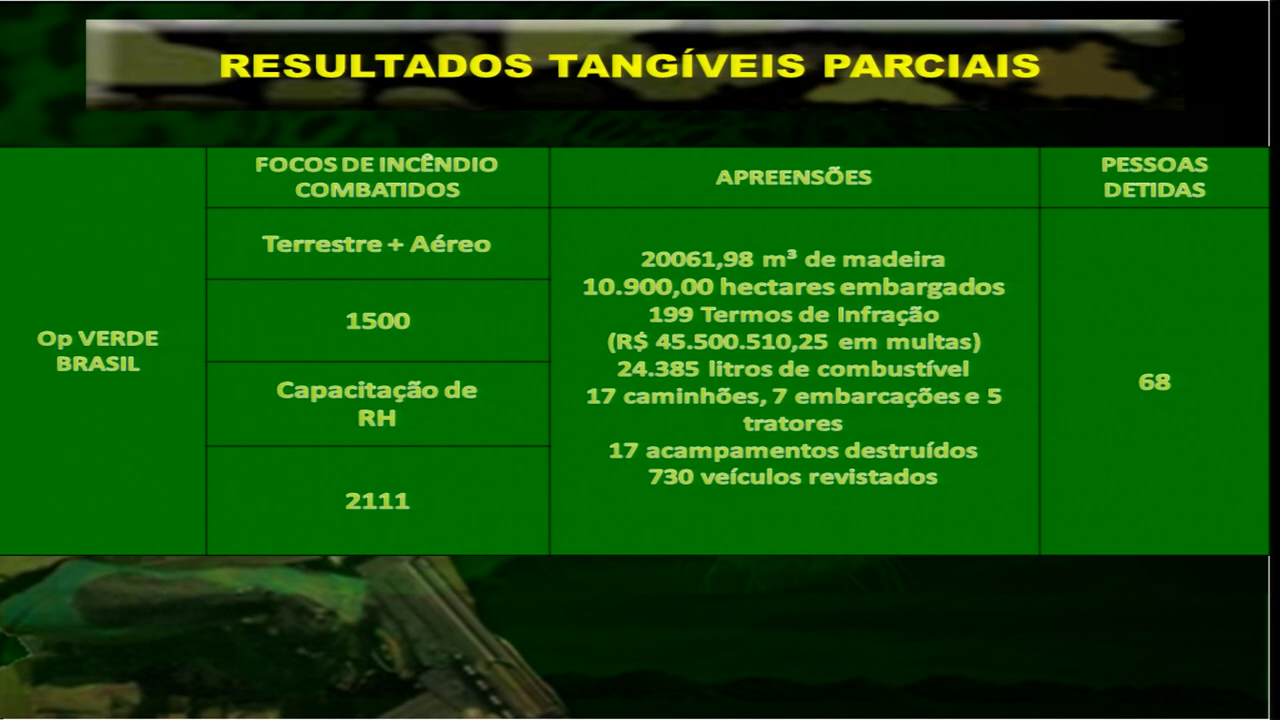 RESULTADOS TANGÍVEIS PARCIAIS
FOCOS DE INCÊNDIO
COMBATIDOS
APREENSÕES
PESSOAS
DETIDAS
Op VERDE
BRASIL
Terrestre + Aéreo
1500
Capacitação de
RH
2111
20061,98 m³ de madeira
10.900,00 hectares embargados
199 Termos de Infração
(R$ 45.500.510,25 em multas)
24.385 litros de combustível
17 caminhões, 7 embarcações e 5
tratores
17 acampamentos destruídos
730 veículos revistados
68